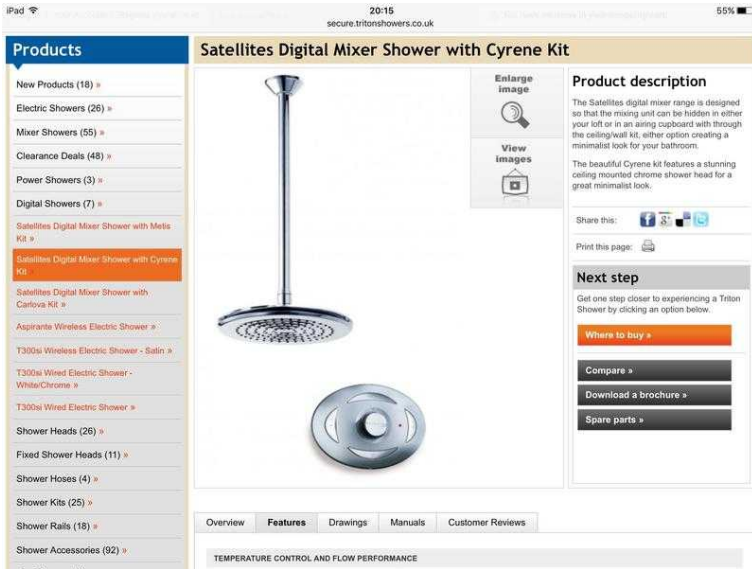 iPad
20:15
55%
secure.tritonshowers.co.uk
Products
New Products (18) »
Electric Showers (26) »
Mixer Showers (55) »
Clearance Deals (48) »
Power Showers (3) »
Digital Showers (7) »
Satellites Digital Mixer Shower with Metis
Kit »
Satellites Digital Mixer Shower with Cyrene
Kit »
Satellites Digital Mixer Shower with
Carlova Kit »
Aspirante Wireless Electric Shower »
T300si Wireless Electric Shower - Satin »
T300si Wired Electric Shower -
White/Chrome »
T300si Wired Electric Shower »
Shower Heads (26) »
Fixed Shower Heads (11) »
Shower Hoses (4) »
Shower Kits (25) »
Shower Rails (18) »
Shower Accessories (92) »
Satellites Digital Mixer Shower with Cyrene Kit
Enlarge
image
View
images
Product description
The Satellites digital mixer range is designed
so that the mixing unit can be hidden in either
your loft or in an airing cupboard with through
the ceiling/wall kit, either option creating a
minimalist look for your bathroom.
The beautiful Cyrene kit features a stunning
ceiling mounted chrome shower head for a
great minimalist look.
Share this:
Print this page:
Next step
Get one step closer to experiencing a Triton
Shower by clicking an option below.
Where to buy »
Compare »
Download a brochure »
Spare parts »
Overview
Features
Drawings
Manuals
Customer Reviews
TEMPERATURE CONTROL AND FLOW PERFORMANCE